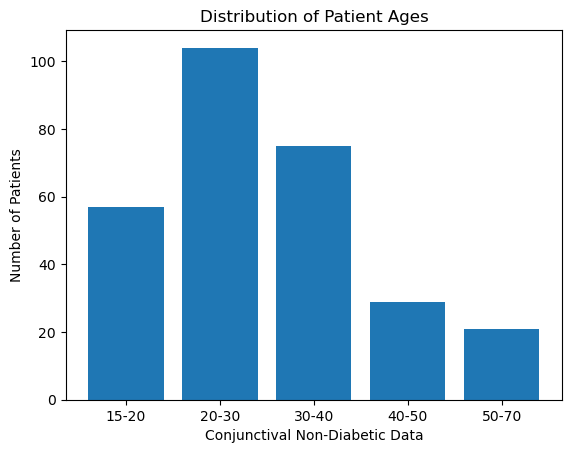 Distribution of Patient Ages
Number of Patients
100
80
60
40
20
0
15-20 20-30 30-40 40-50 50-70
Conjunctival Non-Diabetic Data